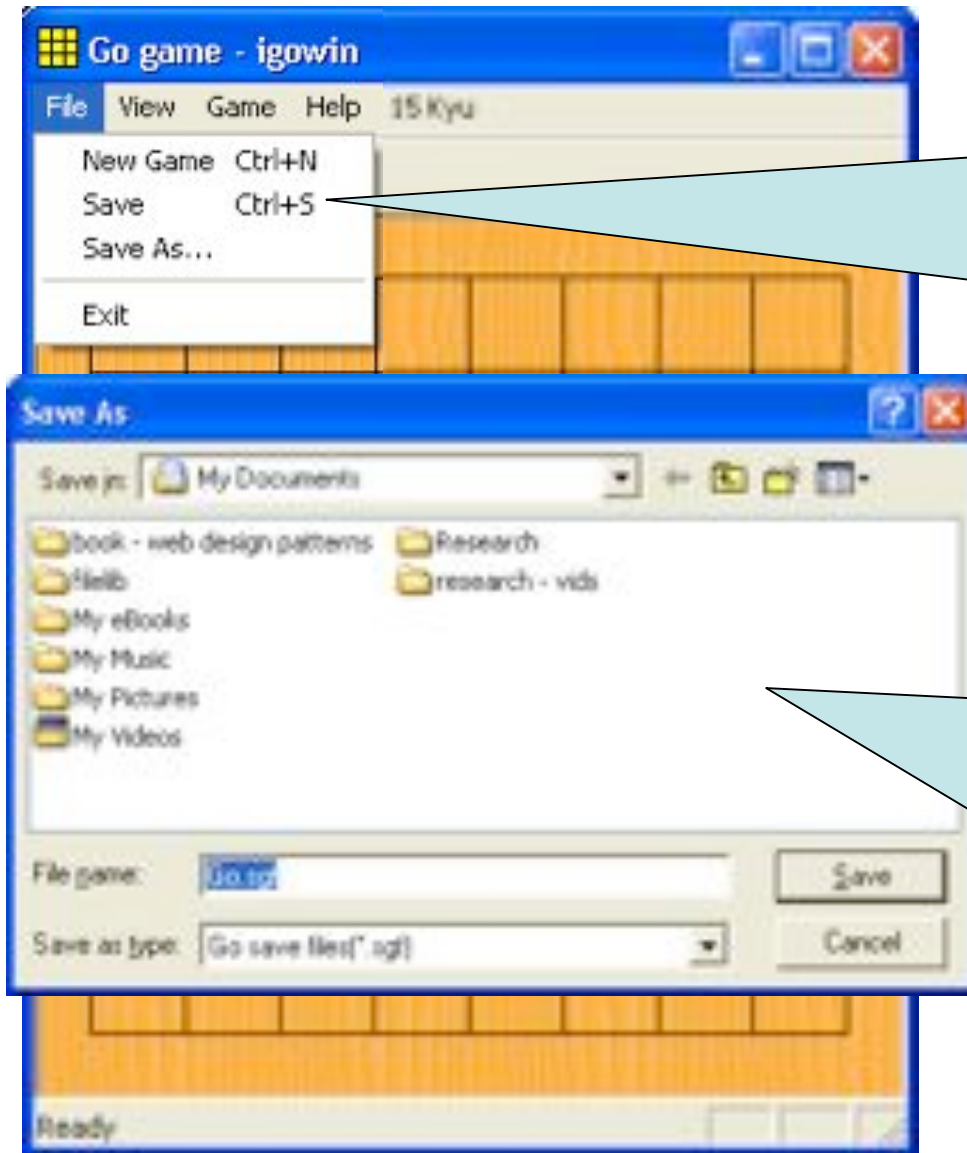 Go game - igowin
File View Game Help 15 Kyu
New Game Ctrl+N
Save Ctrl+S
Save As...
Exit
Save As
Save in: My Documents
book - web design patterns
filelib
My eBooks
My Music
My Pictures
My Videos
Research
research - vids
File name: Go.sgf
Save
Save as type: Go save files(*.sgf)
Cancel
Ready